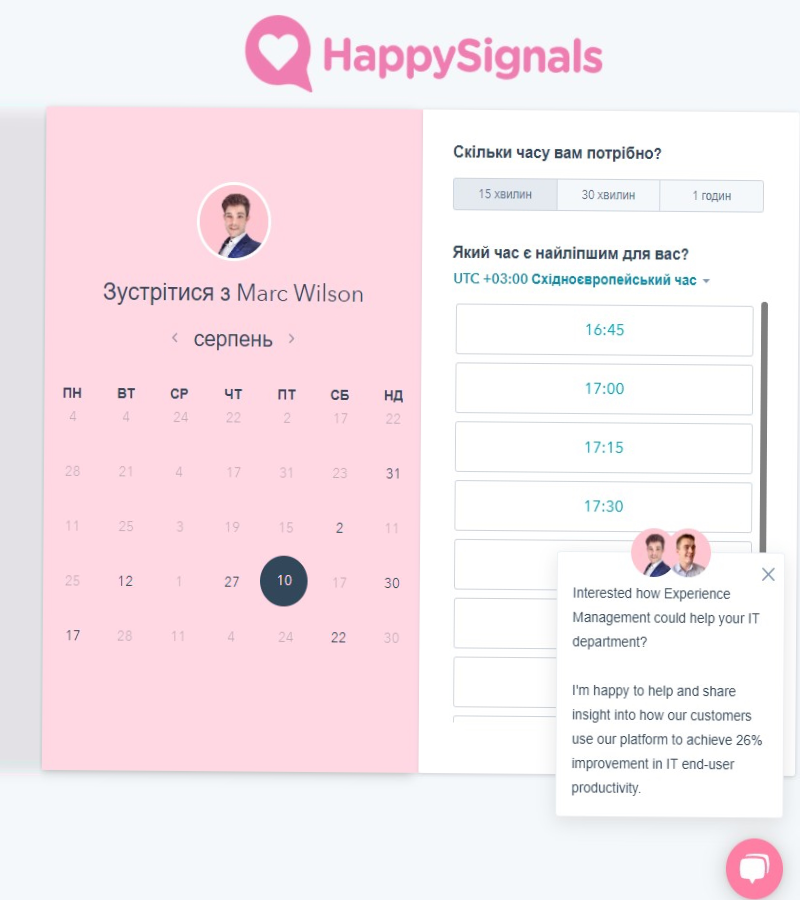 HappySignals
Зустрітися з Marc Wilson
серпень
ПН ВТ СР ЧТ ПТ СБ НД
4 4 24 22 2 17 22
28 21 4 17 31 23 31
11 25 3 19 15 2 11
25 12 1 27 10 17 30
17 28 11 4 24 22 30
Скільки часу вам потрібно?
15 хвилин 30 хвилин 1 годин
Який час є найліпшим для вас?
UTC +03:00 Східноєвропейський час
16:45
17:00
17:15
17:30
Interested how Experience
Management could help your IT
department?
I'm happy to help and share
insight into how our customers
use our platform to achieve 26%
improvement in IT end-user
productivity.